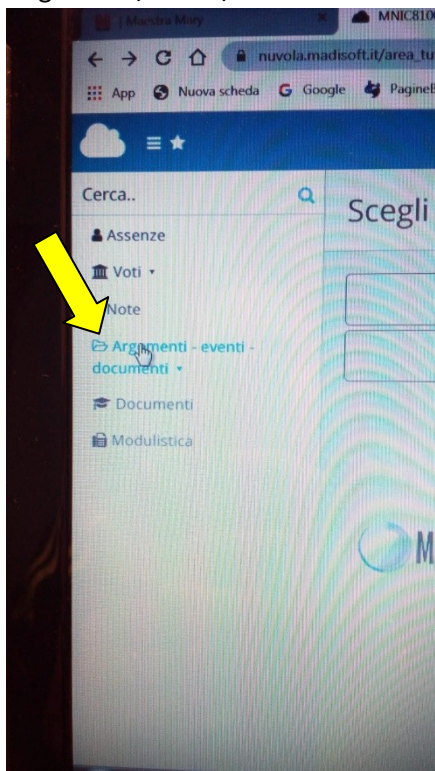 | Maestra Mary
MNIC810
nuvola.madisoft.it/area_tu
App Nuova scheda Google PagineB
Cerca..
Scegli
Assenze
Voti
Note
Argomenti - eventi -
documenti
Documenti
Modulistica
M